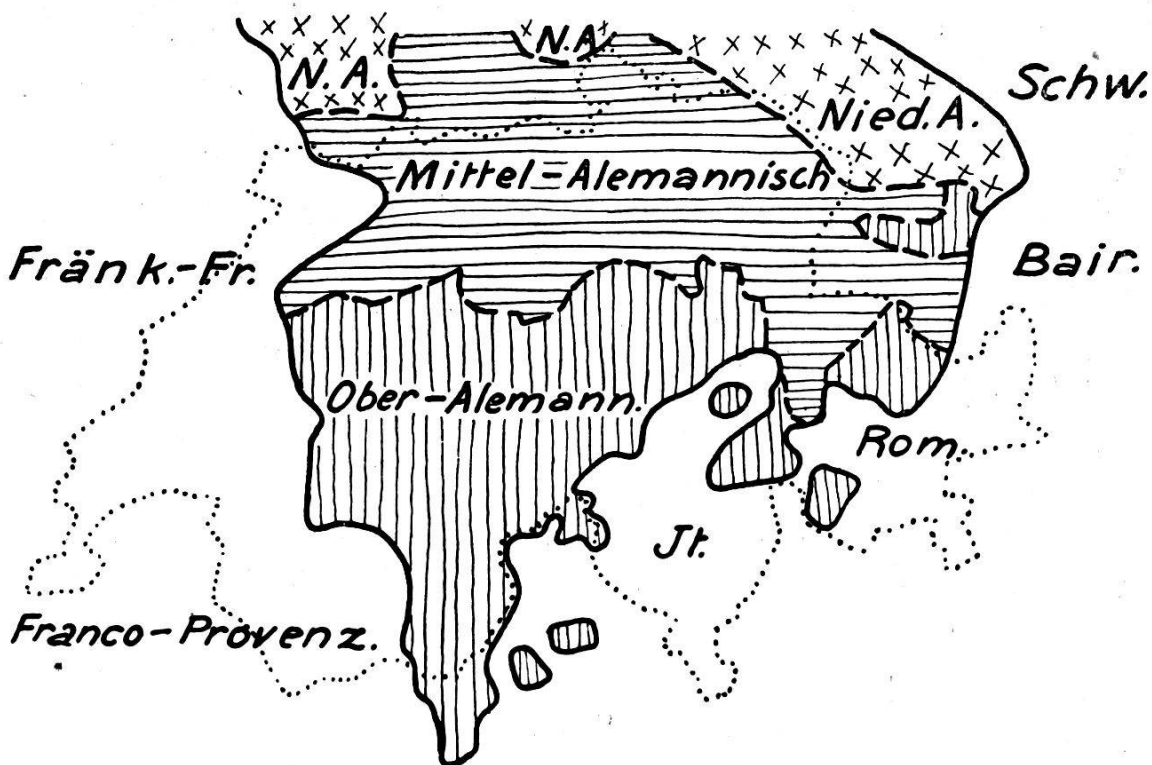 N.A.
N.A
Schw.
Nied.A.
Mittel-Alemannisch
Fränk.-Fr.
Bair.
Ober-Alemann.
Rom.
Jt.
Franco-Provenz.